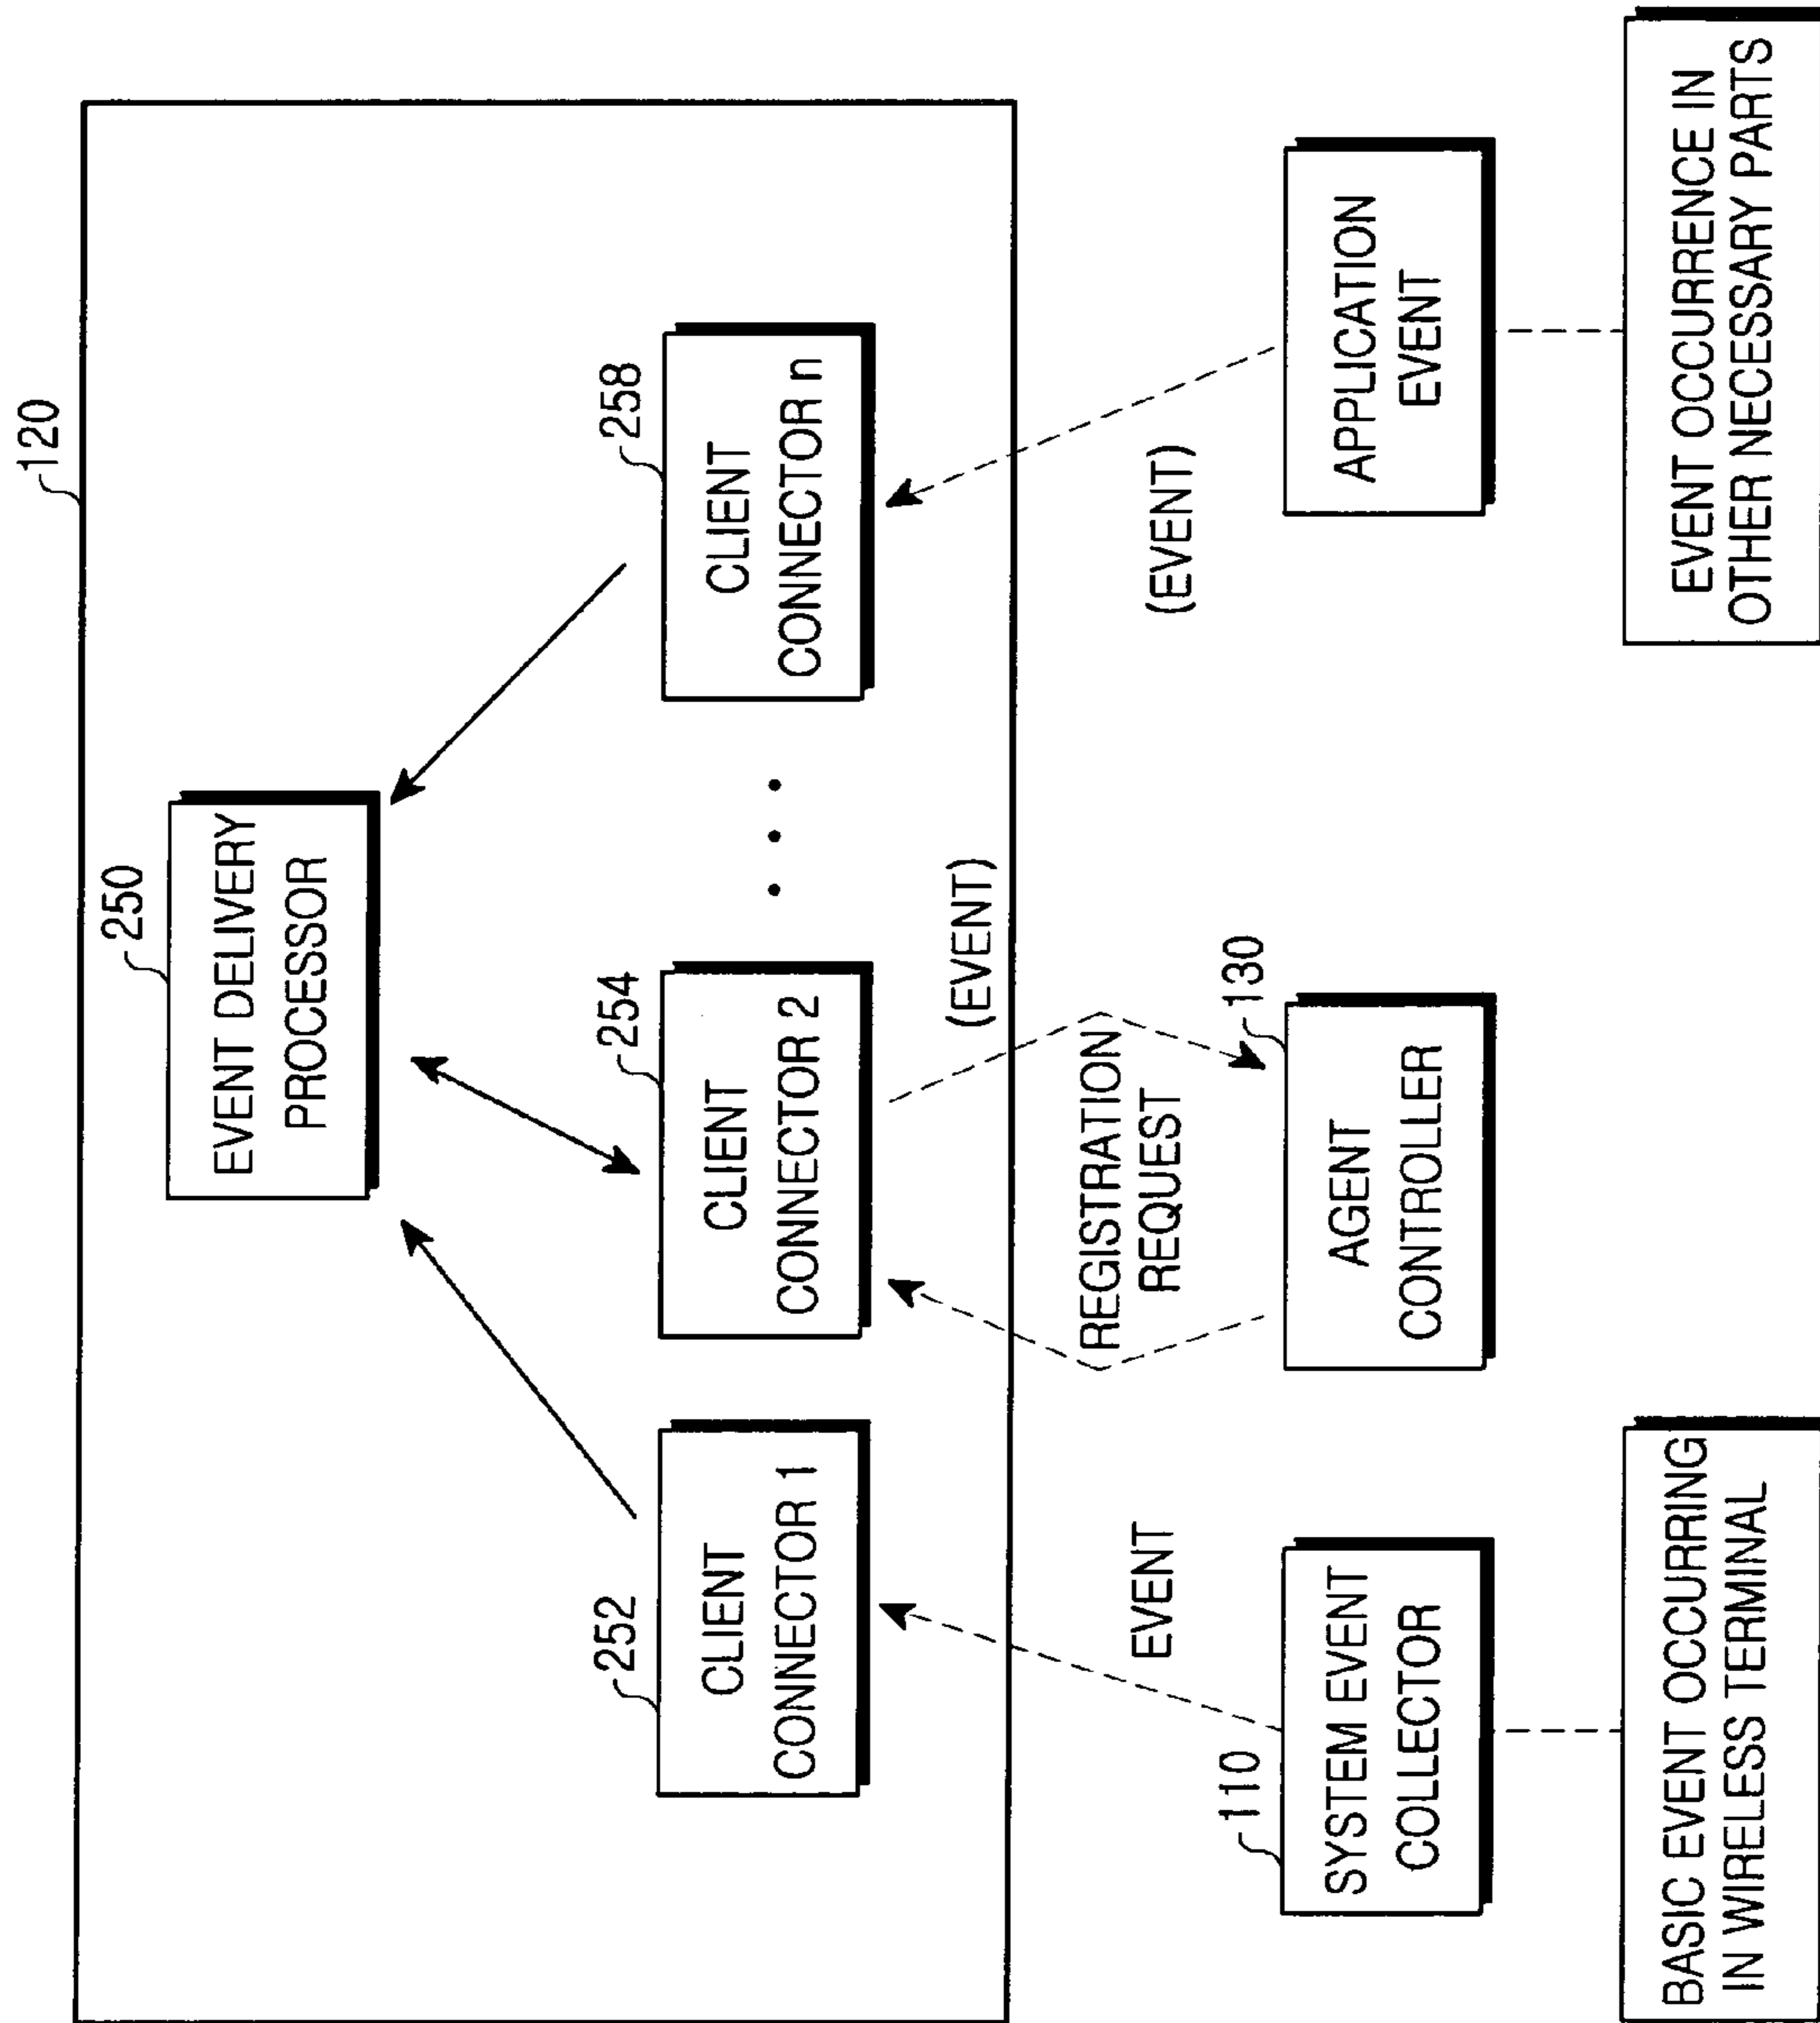 120
250
EVENT DELIVERY
PROCESSOR
252
CLIENT
CONNECTOR 1
254
CLIENT
CONNECTOR 2
258
CLIENT
CONNECTOR n
EVENT
REGISTRATION
REQUEST
(EVENT)
(EVENT)
110
SYSTEM EVENT
COLLECTOR
130
AGENT
CONTROLLER
APPLICATION
EVENT
BASIC EVENT OCCURRING
IN WIRELESS TERMINAL
EVENT OCCURRENCE IN
OTHER NECESSARY PARTS